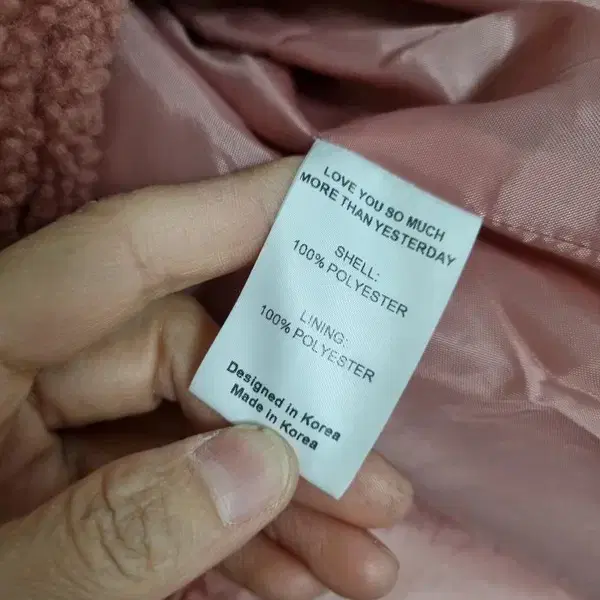 LOVE YOU SO MUCH
MORE THAN YESTERDAY
SHELL:
100% POLYESTER
LINING:
100% POLYESTER
Designed in Korea
Made in Korea